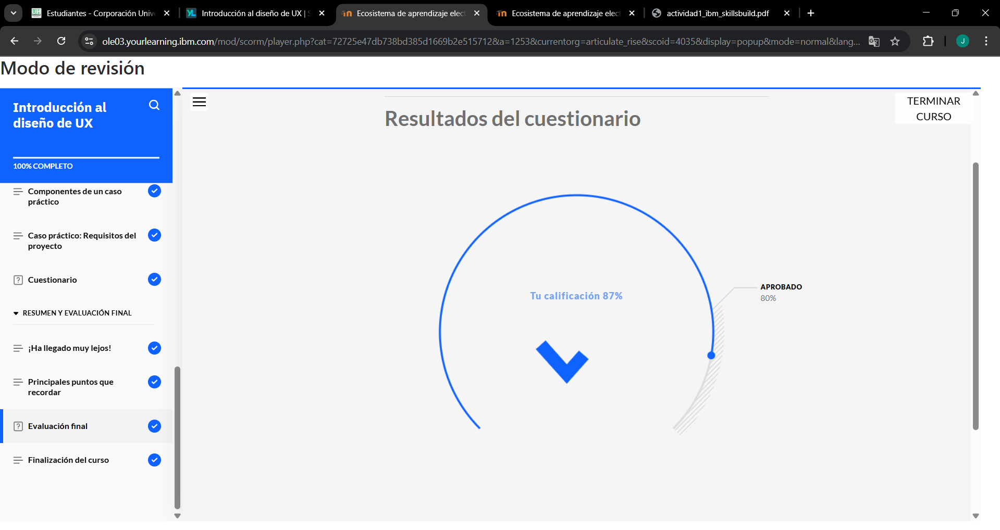 Estudiantes - Corporación Unive
Introducción al diseño de UX | S
Ecosistema de aprendizaje elect
Ecosistema de aprendizaje elect
actividad1_ibm_skillsbuild.pdf
ole03.yourlearning.ibm.com/mod/scorm/player.php?cat=72725e47db738bd385d1669b2e515712&a=1253&currentorg=articulate_rise&scoid=4035&display=popup&mode=normal&lang...
J
Modo de revisión
Introducción al
diseño de UX
100% COMPLETO
Componentes de un caso
práctico
Caso práctico: Requisitos del
proyecto
Cuestionario
RESUMEN Y EVALUACIÓN FINAL
¡Ha llegado muy lejos!
Principales puntos que
recordar
Evaluación final
Finalización del curso
TERMINAR
CURSO
Resultados del cuestionario
Tu calificación 87%
APROBADO
80%